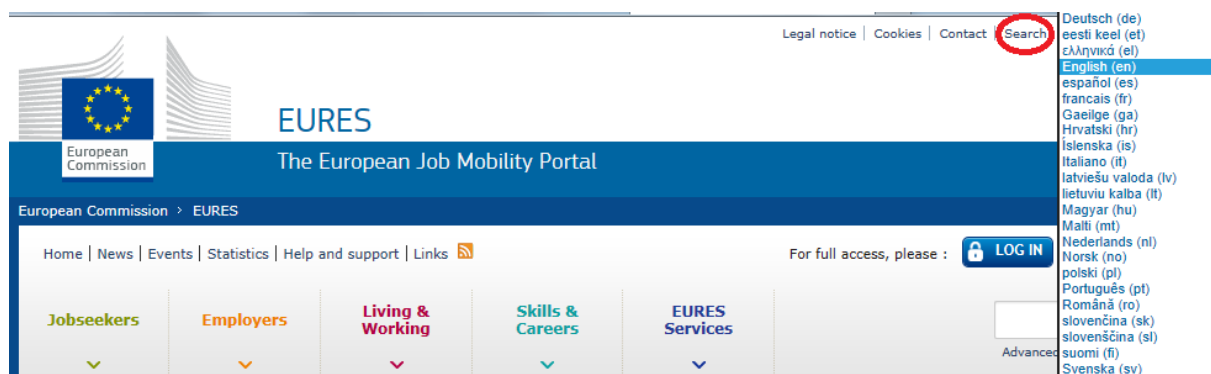 Legal notice | Cookies | Contact | Search
Deutsch (de)
eesti keel (et)
ελληνικά (el)
English (en)
español (es)
francais (fr)
Gaeilge (ga)
Hrvatski (hr)
Íslenska (is)
Italiano (it)
latviešu valoda (lv)
lietuviu kalba (lt)
Magyar (hu)
Malti (mt)
Nederlands (nl)
Norsk (no)
polski (pl)
Português (pt)
Română (ro)
slovenčina (sk)
slovenščina (sl)
suomi (fi)
Svenska (sv)
European
Commission
EURES
The European Job Mobility Portal
European Commission > EURES
Home | News | Events | Statistics | Help and support | Links
For full access, please :
LOG IN
Jobseekers
Employers
Living &
Working
Skills &
Careers
EURES
Services
Advanced